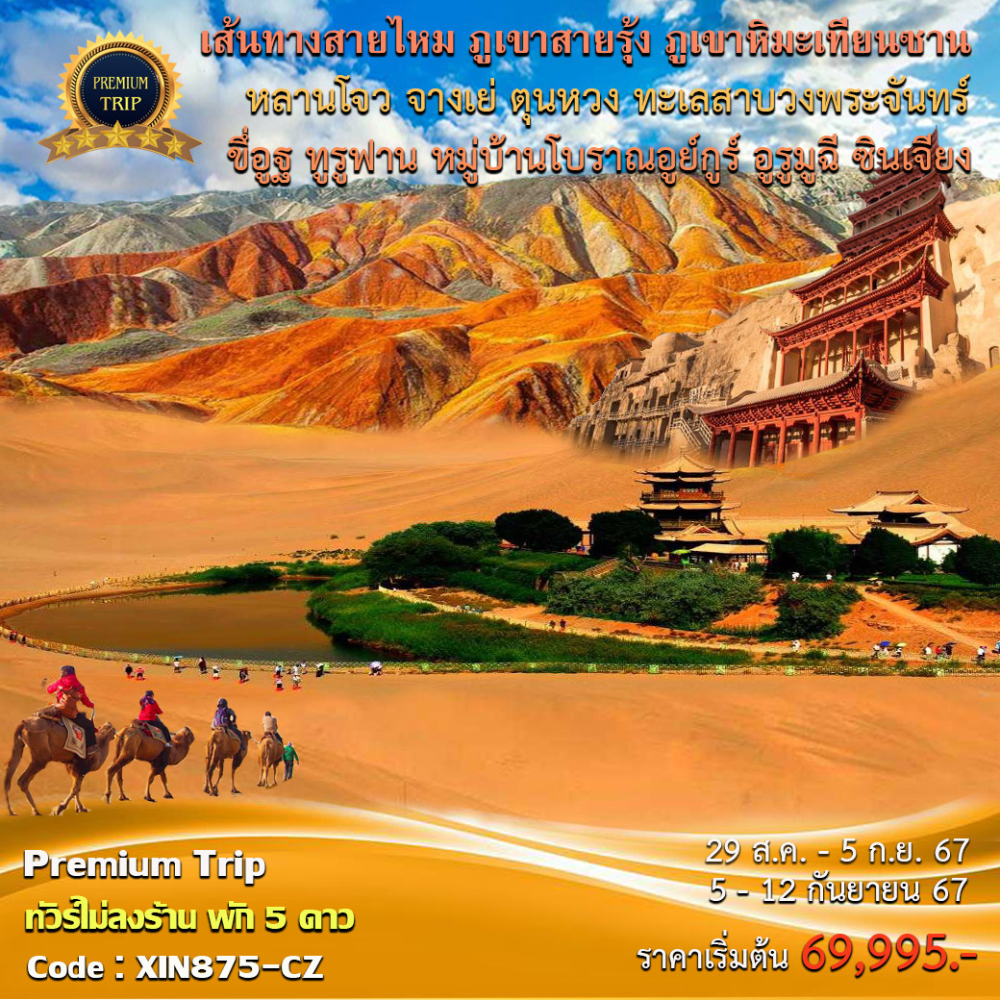 PREMIUM
TRIP
เส้นทางสายไหม ภูเขาสายรุ้ง ภูเขาหิมะเทียนซาน
หลานโจว จางเย่ ตุนหวง ทะเลสาบวงพระจันทร์
ขี่อูฐ ทูรูฟาน หมู่บ้านโบราณอูย์กูร์ อูรูมูฉี ซินเจียง
Premium Trip
ทัวร์ไม่ลงร้าน พัก 5 ดาว
Code : XIN875-CZ
29 ส.ค. - 5 ก.ย. 67
5 - 12 กันยายน 67
ราคาเริ่มต้น 69,995.-